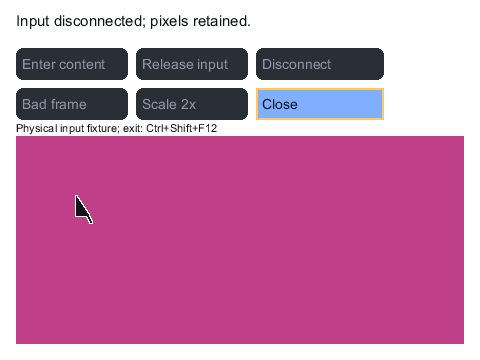 Input disconnected; pixels retained.
Enter content
Release input
Disconnect
Bad frame
Scale 2x
Close
Physical input fixture; exit: Ctrl+Shift+F12